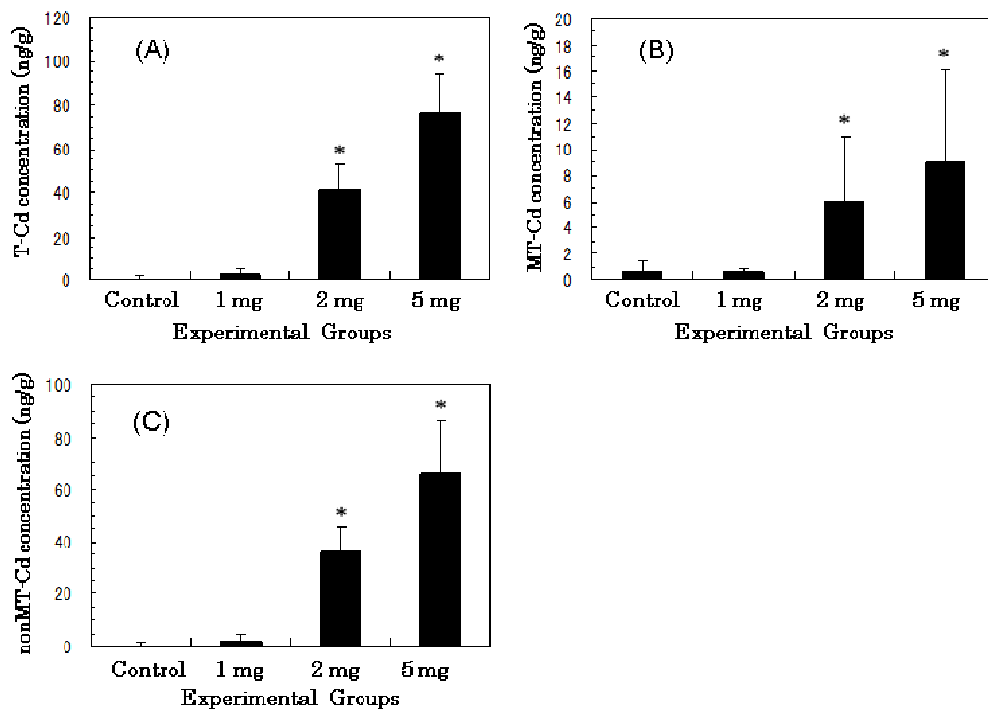 T-Cd concentration (ng/g)
120
100
80
60
40
20
0
(A)
*
*
Control 1 mg 2 mg 5 mg
Experimental Groups
MT-Cd concentration (ng/g)
20
18
16
14
12
10
8
6
4
2
0
(B)
*
*
Control 1 mg 2 mg 5 mg
Experimental Groups
nonMT-Cd concentration (ng/g)
100
80
60
40
20
0
(C)
*
*
Control 1 mg 2 mg 5 mg
Experimental Groups